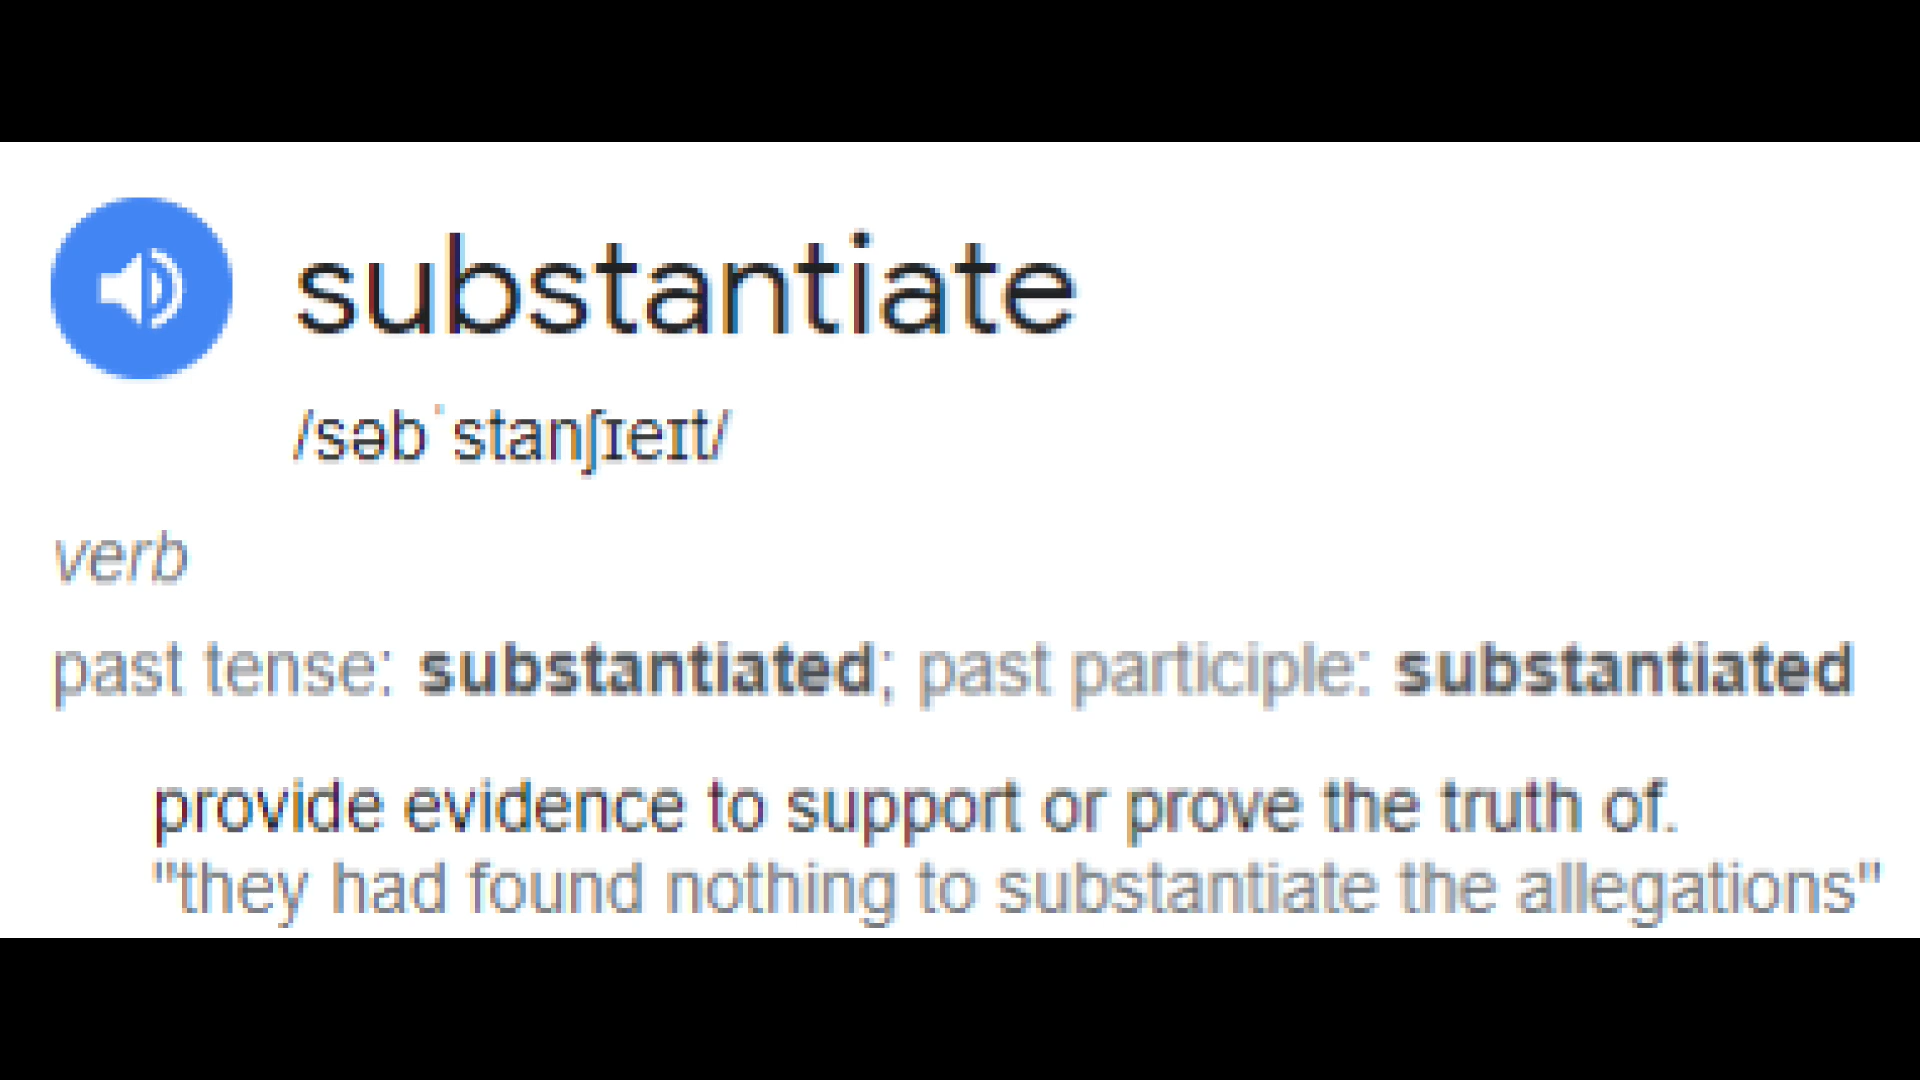 substantiate
/səbˈstanʃɪeɪt/
verb
past tense: substantiated; past participle: substantiated
provide evidence to support or prove the truth of.
"they had found nothing to substantiate the allegations"